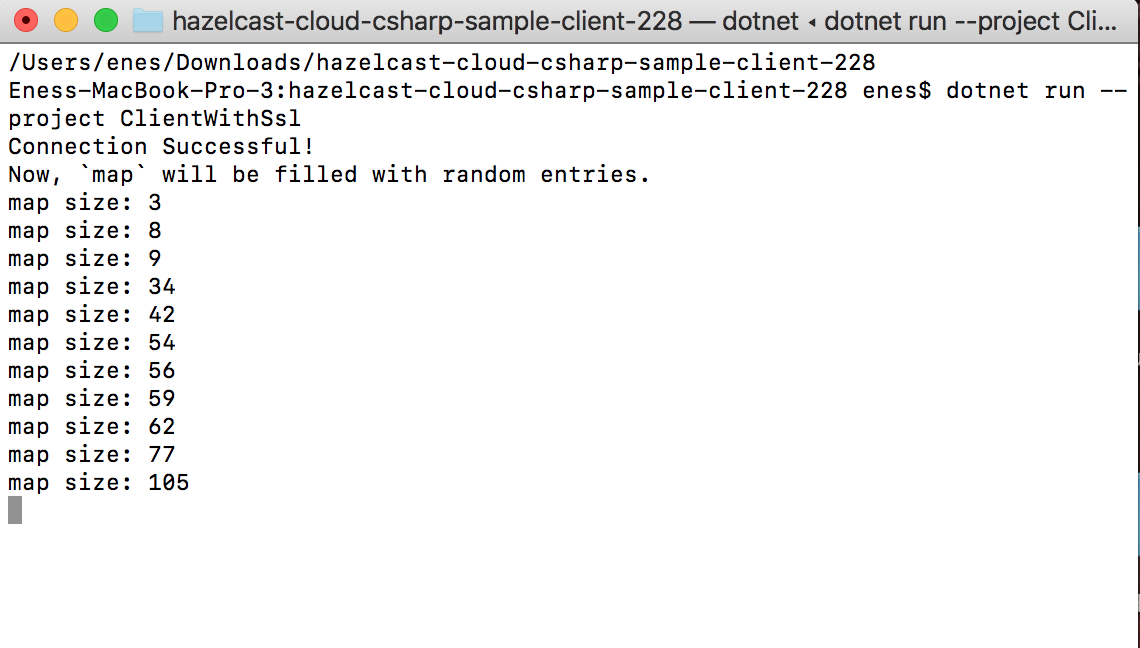 hazelcast-cloud-csharp-sample-client-228 — dotnet ◂ dotnet run --project Cli...
/Users/enes/Downloads/hazelcast-cloud-csharp-sample-client-228
Eness-MacBook-Pro-3:hazelcast-cloud-csharp-sample-client-228 enes$ dotnet run --
project ClientWithSsl
Connection Successful!
Now, `map` will be filled with random entries.
map size: 3
map size: 8
map size: 9
map size: 34
map size: 42
map size: 54
map size: 56
map size: 59
map size: 62
map size: 77
map size: 105